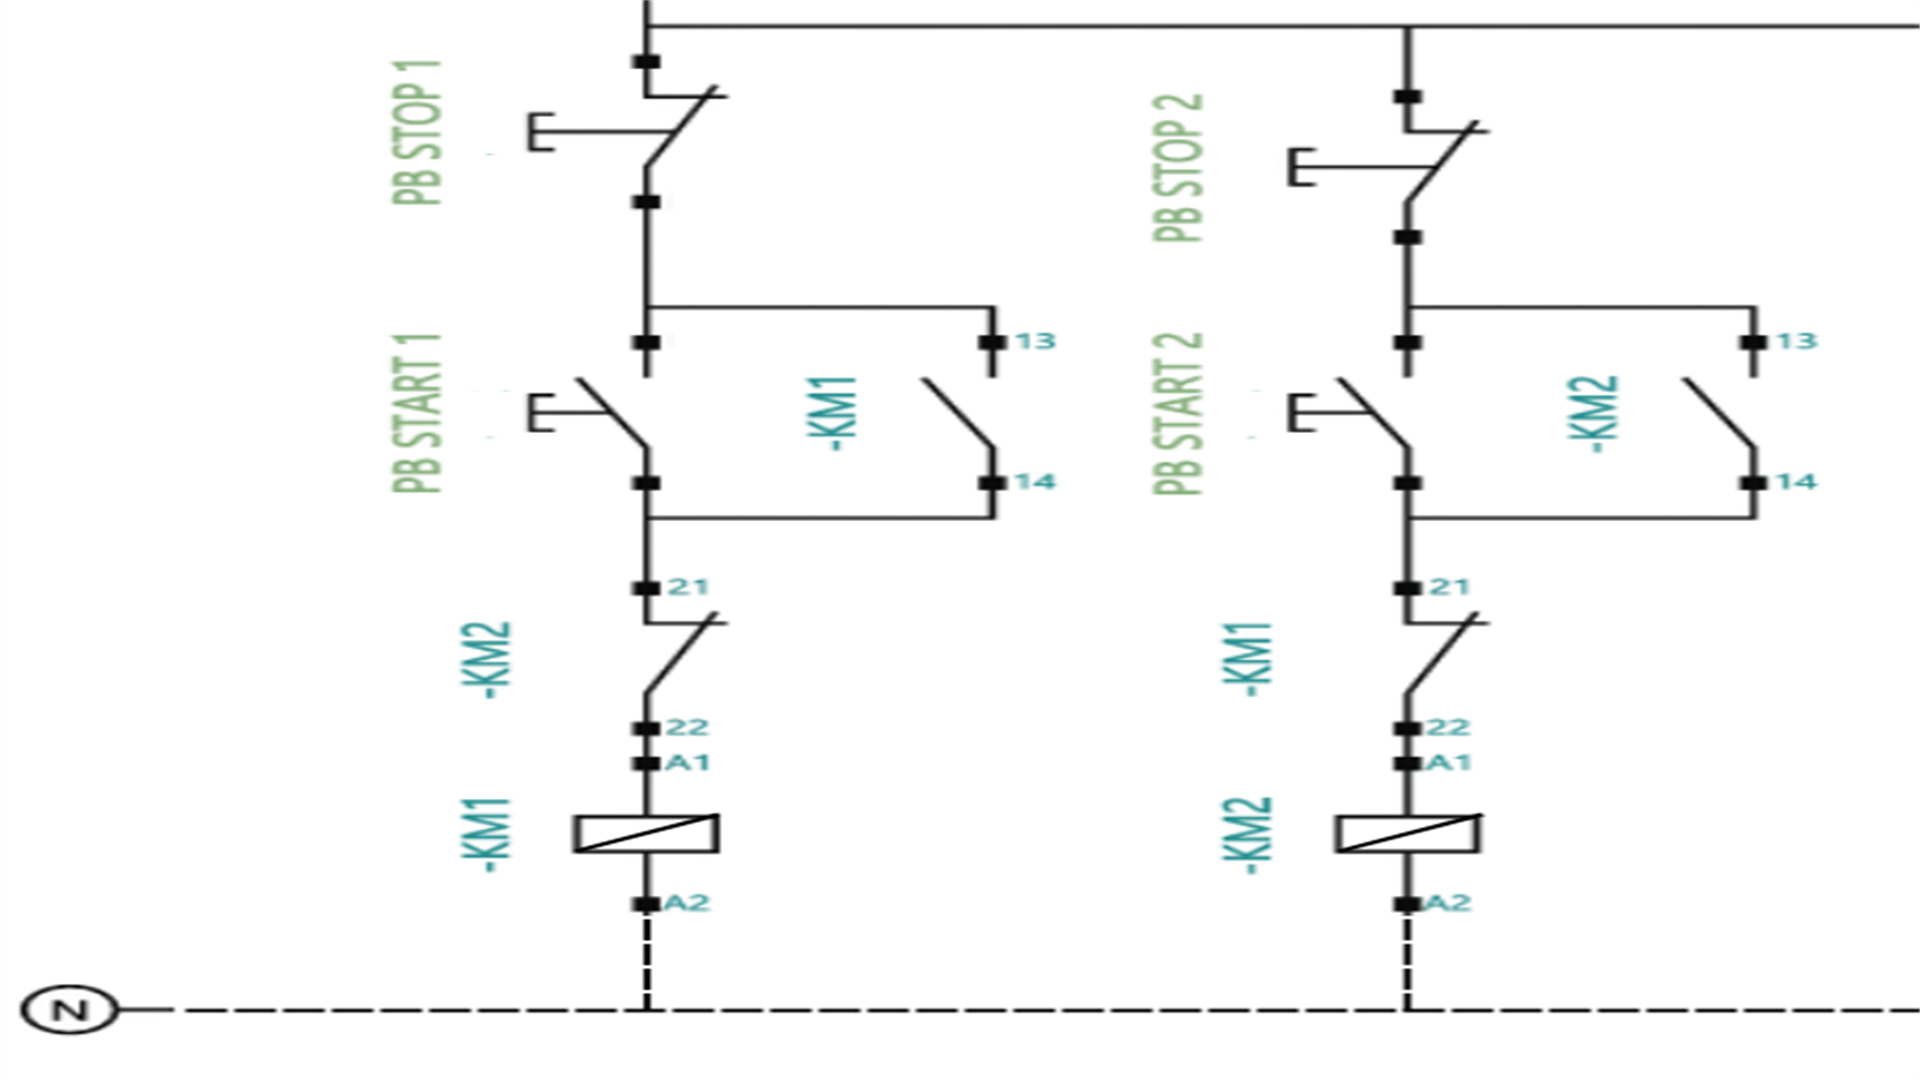 PB STOP 1
PB START 1
-KM1
13
14
21
-KM2
22
A1
-KM1
A2
PB STOP 2
PB START 2
-KM2
13
14
21
-KM1
22
A1
-KM2
A2
N